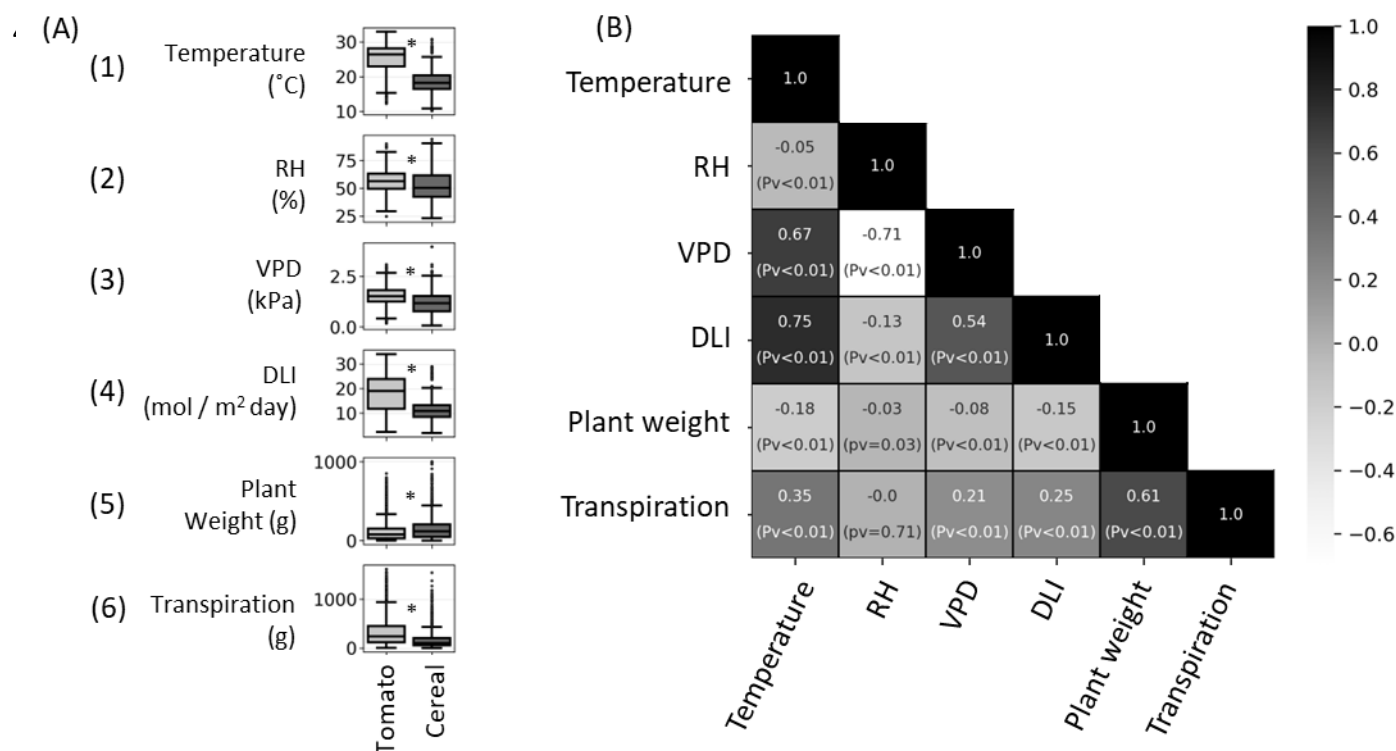 (A)
(1)
Temperature
(˚C)
30
20
10
*
(2)
RH
(%)
75
50
25
*
(3)
VPD
(kPa)
2.5
0.0
*
(4)
DLI
(mol / m² day)
30
20
10
*
(5)
Plant
Weight (g)
1000
0
*
(6)
Transpiration
(g)
1000
0
*
Tomato
Cereal
(B)
Temperature
1.0
RH
-0.05
(Pv<0.01)
1.0
VPD
0.67
(Pv<0.01)
-0.71
(Pv<0.01)
1.0
DLI
0.75
(Pv<0.01)
-0.13
(Pv<0.01)
0.54
(Pv<0.01)
1.0
Plant weight
-0.18
(Pv<0.01)
-0.03
(pv=0.03)
-0.08
(Pv<0.01)
-0.15
(Pv<0.01)
1.0
Transpiration
0.35
(Pv<0.01)
-0.0
(pv=0.71)
0.21
(Pv<0.01)
0.25
(Pv<0.01)
0.61
(Pv<0.01)
1.0
Temperature
RH
VPD
DLI
Plant weight
Transpiration
1.0
0.8
0.6
0.4
0.2
0.0
−0.2
−0.4
−0.6